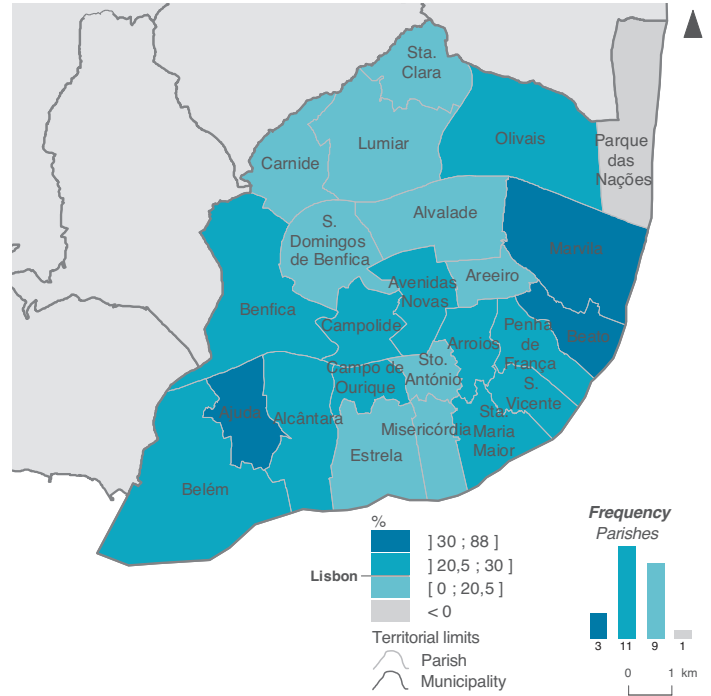 Sta.
Clara
Lumiar
Olivais
Carnide
Parque
das
Nações
Alvalade
S.
Domingos
de Benfica
Marvila
Areeiro
Avenidas
Novas
Benfica
Campolide
Arroios
Penha
de
França
Beato
Sto.
António
Campo de
Ourique
S.
Vicente
Ajuda
Alcântara
Misericórdia
Sta.
Maria
Maior
Estrela
Belém
%
] 30 ; 88 ]
] 20,5 ; 30 ]
Lisbon
[ 0 ; 20,5 ]
< 0
Territorial limits
Parish
Municipality
Frequency
Parishes
3 11 9 1
0 1 km